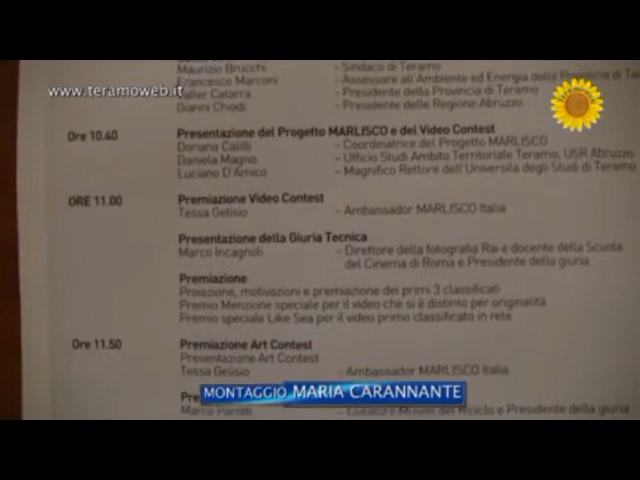 www.teramoweb.it
Maurizio Brucchi – Sindaco di Teramo
Francesco Marconi – Assessore all'Ambiente ed Energia della Provincia di Te
Valter Catarra – Presidente della Provincia di Teramo
Gianni Chiodi – Presidente delle Regione Abruzzo
Ore 10.40 Presentazione del Progetto MARLISCO e del Video Contest
Doriana Calilli – Coordinatrice del Progetto MARLISCO
Daniela Magno – Ufficio Studi Ambito Territoriale Teramo, USR Abruzzo
Luciano D'Amico – Magnifico Rettore dell'Università degli Studi di Teramo
ORE 11.00 Premiazione Video Contest
Tessa Gelisio – Ambassador MARLISCO Italia
Presentazione della Giuria Tecnica
Marco Incagnoli – Direttore della fotografia Rai e docente della Scuola
del Cinema di Roma e Presidente della giuria
Premiazione
Proiezione, motivazioni e premiazione dei primi 3 classificati
Premio Menzione speciale per il video che si è distinto per originalità
Premio speciale Like Sea per il video primo classificato in rete
Ore 11.50 Premiazione Art Contest
Presentazione Art Contest
Tessa Gelisio – Ambassador MARLISCO Italia
MONTAGGIO MARIA CARANNANTE
Marco – del Riciclo e Presidente della giuria